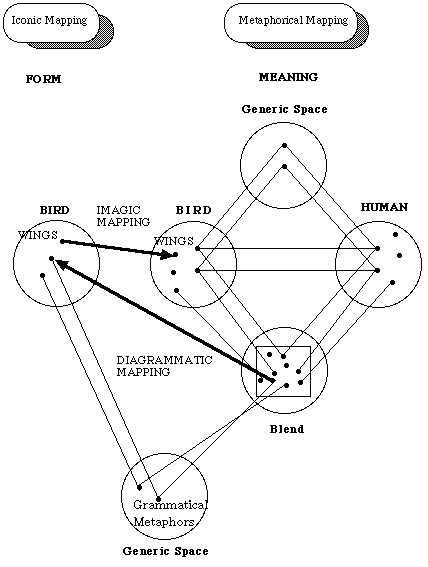 Iconic Mapping
Metaphorical Mapping
FORM
MEANING
Generic Space
BIRD
IMAGIC
MAPPING
BIRD
HUMAN
WINGS
WINGS
DIAGRAMMATIC
MAPPING
Blend
Grammatical
Metaphors
Generic Space